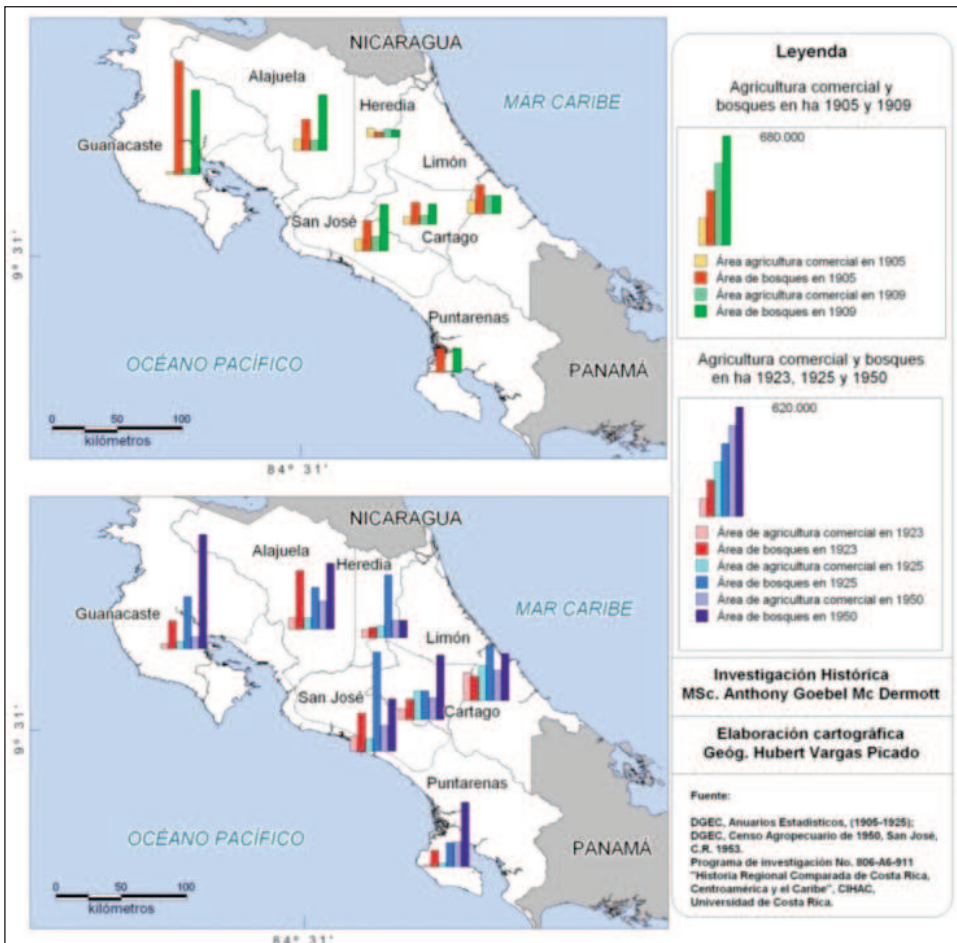 NICARAGUA
Alajuela
MAR CARIBE
Heredia
Guanacaste
Limón
San José
Cartago
9° 31'
Puntarenas
OCÉANO PACÍFICO
PANAMÁ
0 50 100
kilómetros
84° 31'
NICARAGUA
Alajuela
Heredia
MAR CARIBE
Guanacaste
Limón
San José
Cartago
9° 31'
Puntarenas
OCÉANO PACÍFICO
PANAMÁ
0 50 100
kilómetros
84° 31'
Leyenda
Agricultura comercial y
bosques en ha 1905 y 1909
680.000
Área agricultura comercial en 1905
Área de bosques en 1905
Área agricultura comercial en 1909
Área de bosques en 1909
Agricultura comercial y bosques
en ha 1923, 1925 y 1950
620.000
Área de agricultura comercial en 1923
Área de bosques en 1923
Área de agricultura comercial en 1925
Área de bosques en 1925
Área de agricultura comercial en 1950
Área de bosques en 1950
Investigación Histórica
MSc. Anthony Goebel Mc Dermott
Elaboración cartográfica
Geóg. Hubert Vargas Picado
Fuente:
DGEC, Anuarios Estadísticos, (1905-1925);
DGEC, Censo Agropecuario de 1950, San José,
C.R. 1953.
Programa de investigación No. 806-A6-911
"Historia Regional Comparada de Costa Rica,
Centroamérica y el Caribe", CIHAC,
Universidad de Costa Rica.